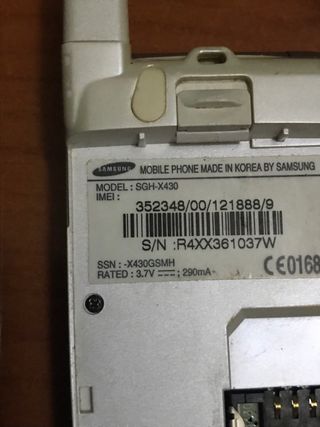 SAMSUNG MOBILE PHONE MADE IN KOREA BY SAMSUNG
MODEL: SGH-X430
IMEI :
352348/00/121888/9
S/N :R4XX361037W
SSN : -X430GSMH
RATED : 3.7V⎓; 290mA
CE0168